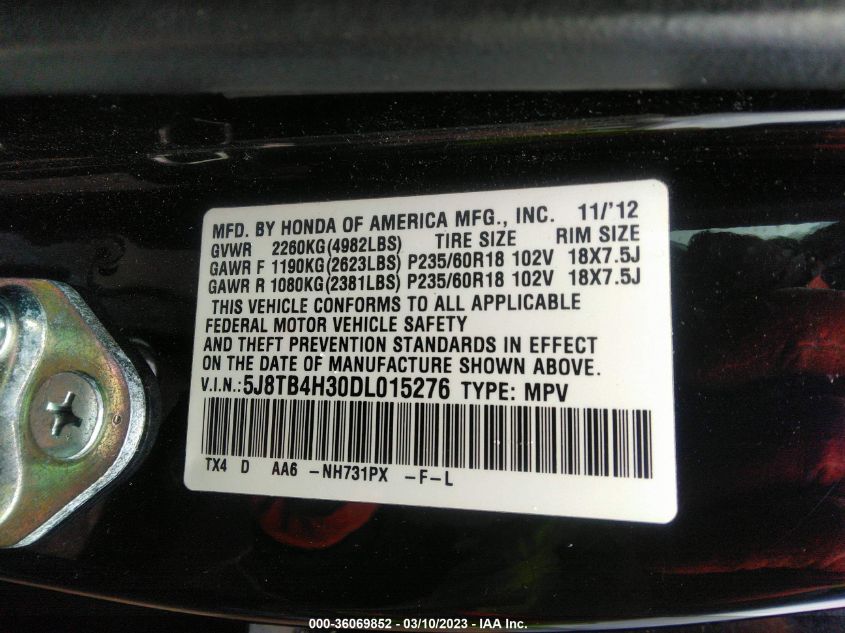 MFD. BY HONDA OF AMERICA MFG., INC. 11/'12
GVWR 2260KG(4982LBS) TIRE SIZE RIM SIZE
GAWR F 1190KG(2623LBS) P235/60R18 102V 18X7.5J
GAWR R 1080KG(2381LBS) P235/60R18 102V 18X7.5J
THIS VEHICLE CONFORMS TO ALL APPLICABLE
FEDERAL MOTOR VEHICLE SAFETY
AND THEFT PREVENTION STANDARDS IN EFFECT
ON THE DATE OF MANUFACTURE SHOWN ABOVE.
V.I.N.:5J8TB4H30DL015276 TYPE: MPV
TX4 D AA6 -NH731PX -F-L
000-36069852 - 03/10/2023 - IAA Inc.